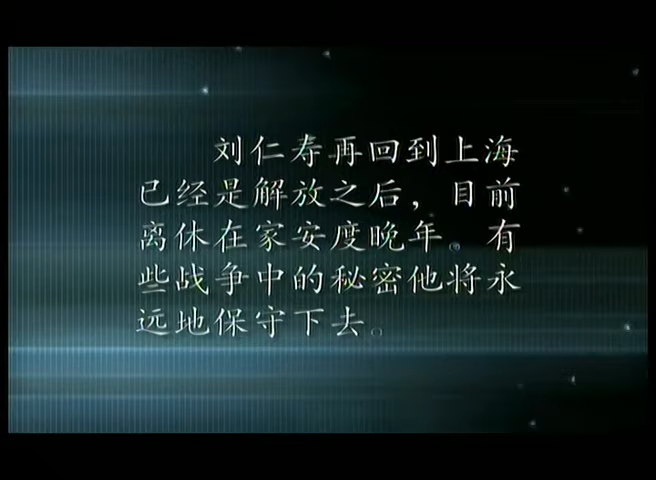 刘仁寿再回到上海
已经是解放之后，目前
离休在家安度晚年。有
些战争中的秘密他将永
远地保守下去。